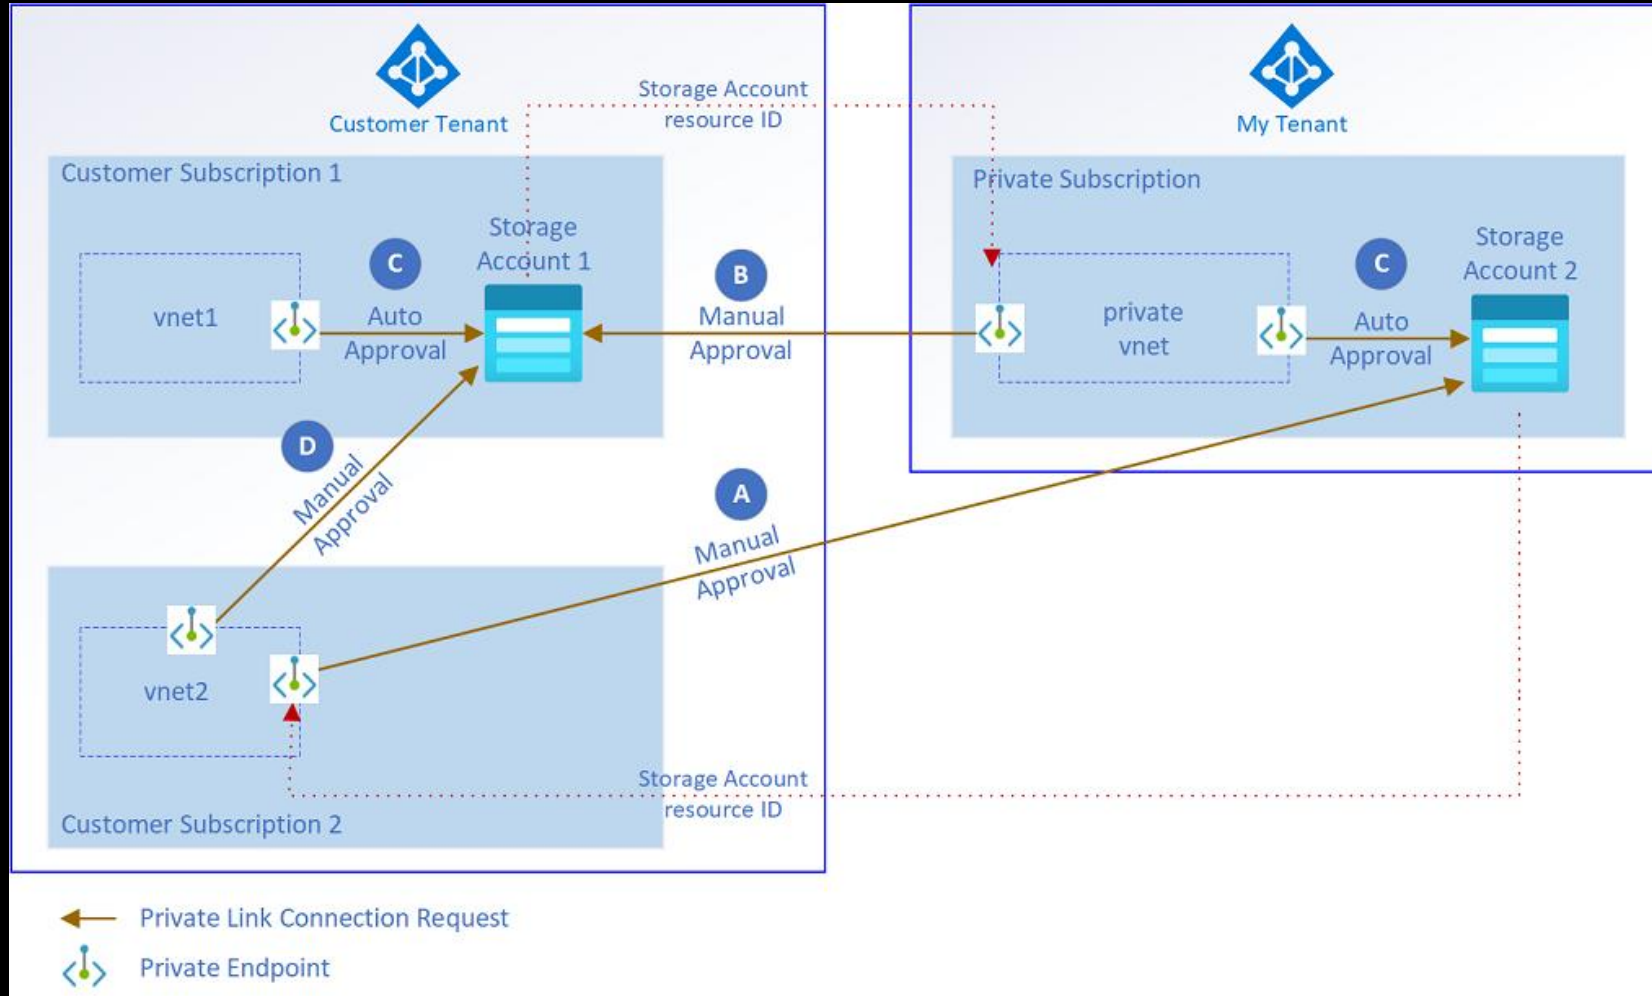 Customer Tenant
Storage Account
resource ID
My Tenant
Customer Subscription 1
Private Subscription
vnet1
C
Auto
Approval
Storage
Account 1
B
Manual
Approval
private
vnet
C
Auto
Approval
Storage
Account 2
D
Manual
Approval
A
Manual
Approval
vnet2
Storage Account
resource ID
Customer Subscription 2
Private Link Connection Request
Private Endpoint